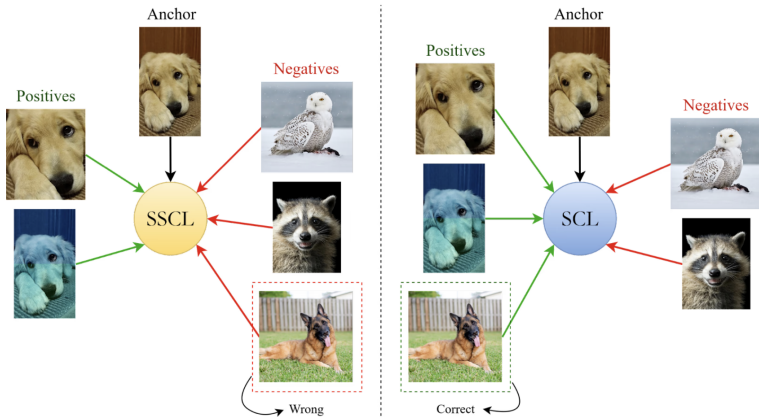 Anchor
Positives
Negatives
SSCL
Wrong
Anchor
Positives
Negatives
SCL
Correct